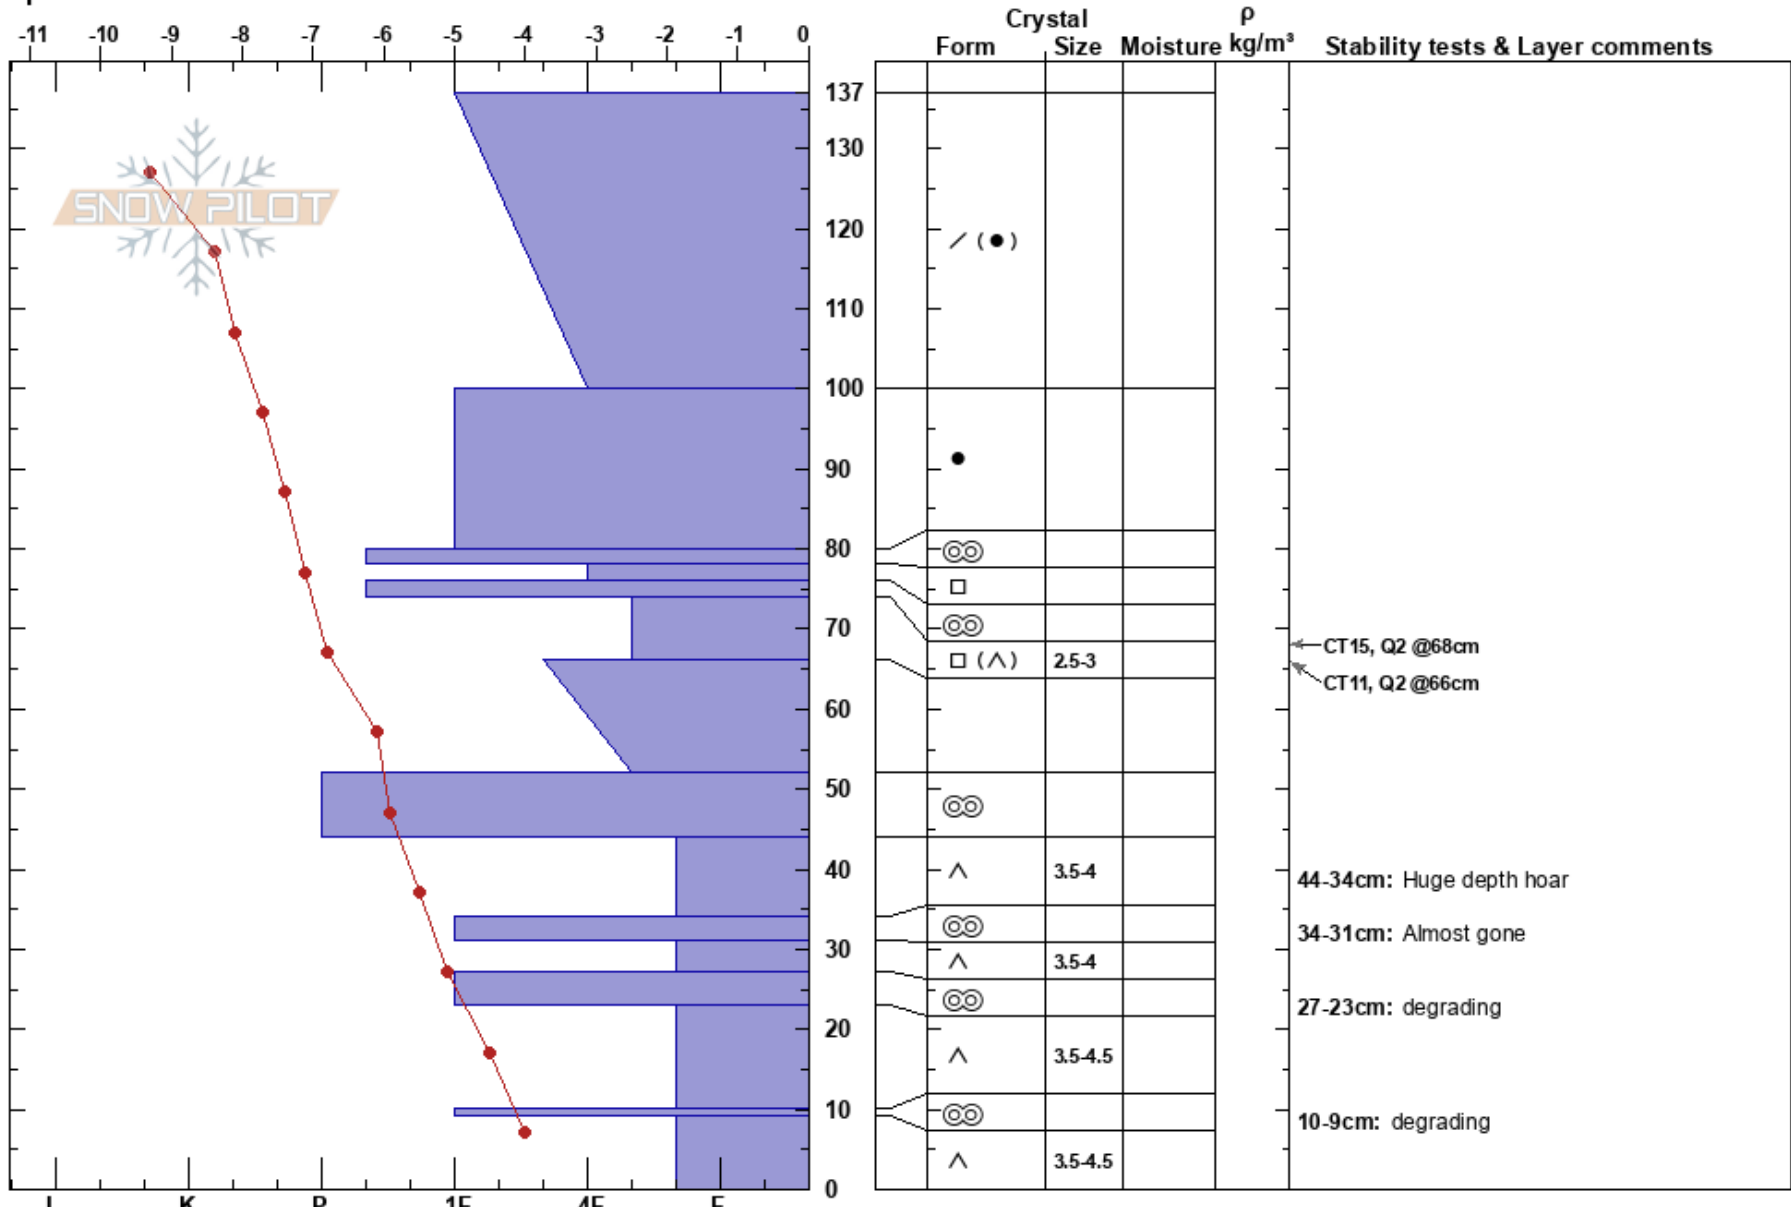 Crystal ρ
-11 -10 -9 -8 -7 -6 -5 -4 -3 -2 -1 0 Form Size Moisture kg/m³ Stability tests & Layer comments
137
130
SNOW PILOT
120
110
100
90
80
70
CT15, Q2 @68cm
2.5-3
CT11, Q2 @66cm
60
50
40 3.5-4
44-34cm: Huge depth hoar
34-31cm: Almost gone
30 3.5-4
27-23cm: degrading
20
3.5-4.5
10
10-9cm: degrading
3.5-4.5
0
I K P 1F 4F F